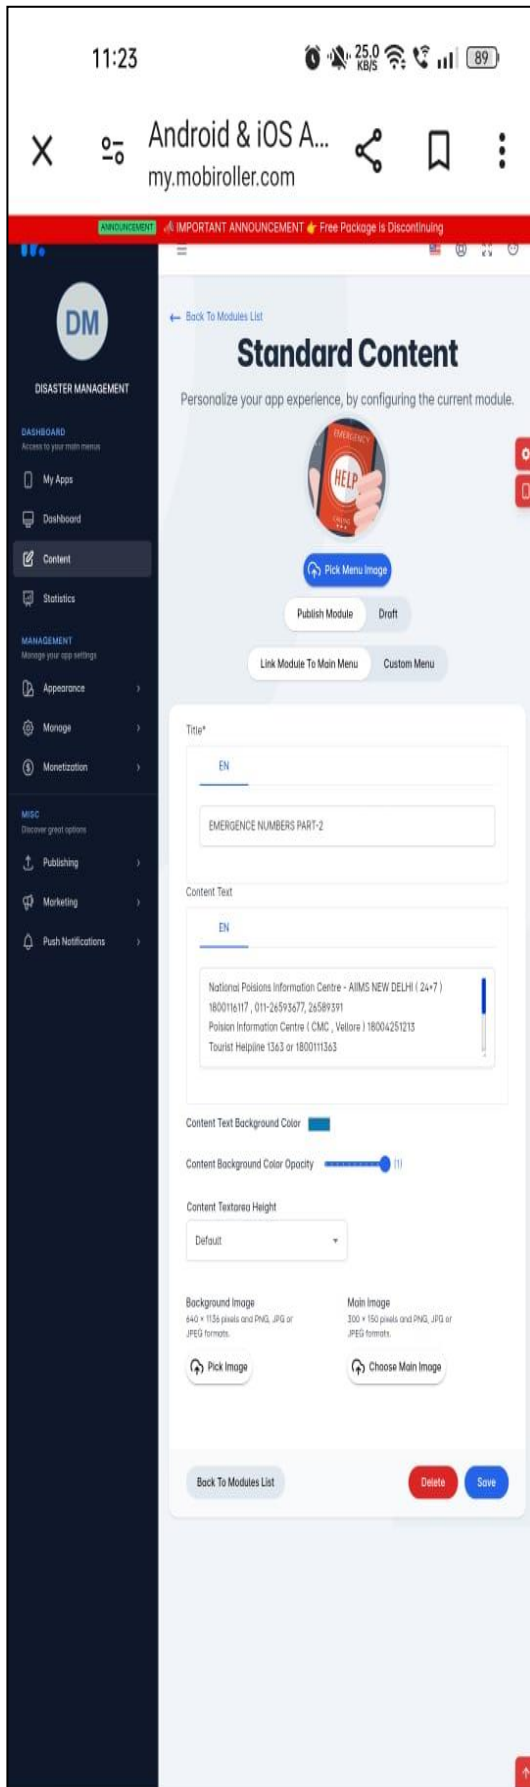 11:23
25.0 KB/S
89
Android & iOS A...
my.mobiroller.com
ANNOUNCEMENT IMPORTANT ANNOUNCEMENT 👉 Free Package is Discontinuing
DM
DISASTER MANAGEMENT
DASHBOARD
Access to your main menus
My Apps
Dashboard
Content
Statistics
MANAGEMENT
Manage your app settings
Appearance
Manage
Monetization
MISC
Discover great options
Publishing
Marketing
Push Notifications
← Back To Modules List
Standard Content
Personalize your app experience, by configuring the current module.
EMERGENCY
HELP
CALLING
Pick Menu Image
Publish Module Draft
Link Module To Main Menu Custom Menu
Title*
EN
EMERGENCE NUMBERS PART-2
Content Text
EN
National Poisions Information Centre - AIIMS NEW DELHI ( 24*7 )
1800116117 , 011-26593677, 26589391
Poision Information Centre ( CMC , Vellore ) 18004251213
Tourist Helpline 1363 or 1800111363
Content Text Background Color
Content Background Color Opacity (1)
Content Textarea Height
Default
Background Image
640 × 1136 pixels and PNG, JPG or
JPEG formats.
Pick Image
Main Image
300 × 150 pixels and PNG, JPG or
JPEG formats.
Choose Main Image
Back To Modules List
Delete
Save